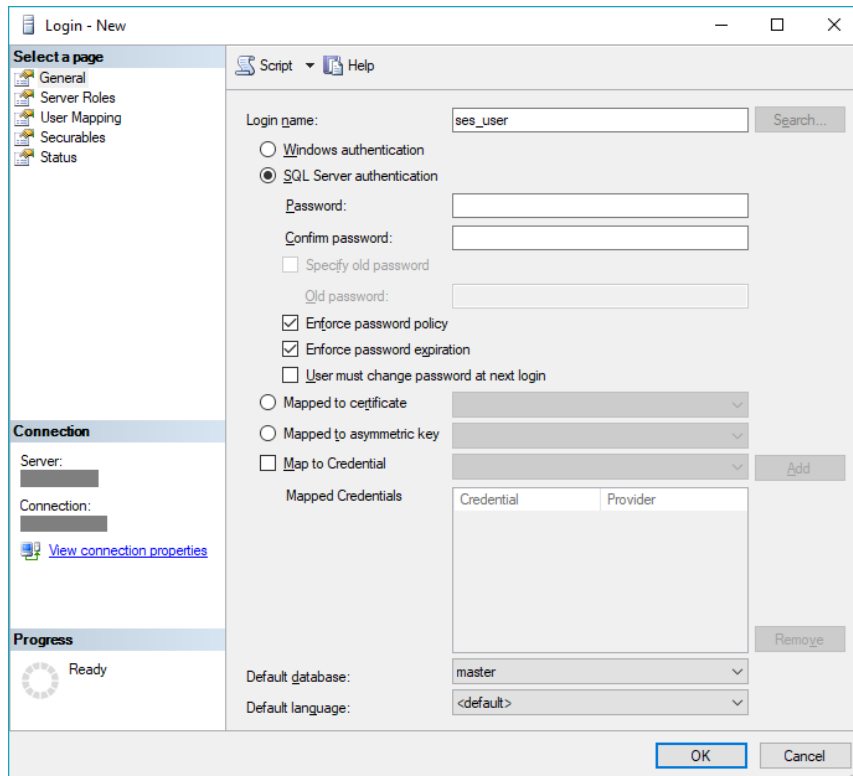 Login - New
Select a page
General
Server Roles
User Mapping
Securables
Status
Script Help
Login name: ses_user Search...
Windows authentication
SQL Server authentication
Password:
Confirm password:
Specify old password
Old password:
Enforce password policy
Enforce password expiration
User must change password at next login
Mapped to certificate
Mapped to asymmetric key
Map to Credential Add
Mapped Credentials Credential Provider
Remove
Default database: master
Default language: <default>
Connection
Server:
Connection:
View connection properties
Progress
Ready
OK Cancel